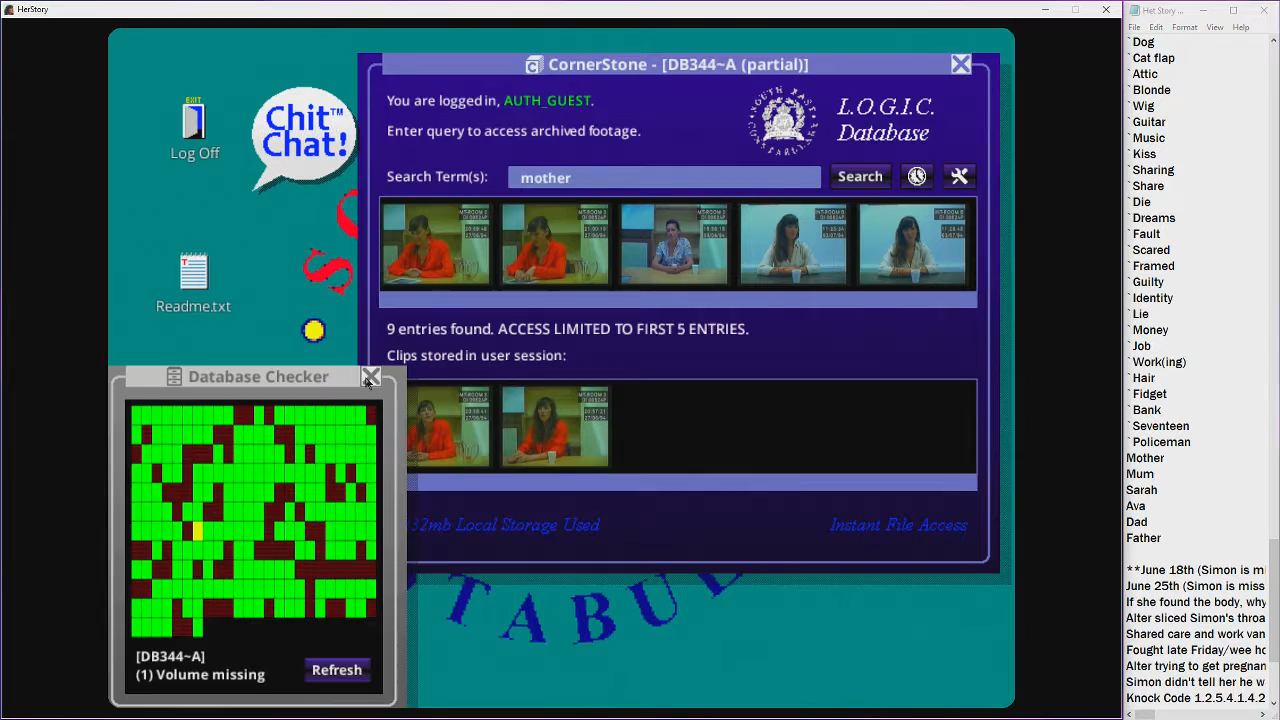 HerStory
EXIT
Log Off
Chit™
Chat!
Readme.txt
CornerStone - [DB344~A (partial)]
You are logged in, AUTH_GUEST.
Enter query to access archived footage.
L.O.G.I.C.
Database
Search Term(s):
mother
Search
9 entries found. ACCESS LIMITED TO FIRST 5 ENTRIES.
Clips stored in user session:
32mb Local Storage Used
Instant File Access
Database Checker
[DB344~A]
(1) Volume missing
Refresh
TABUL
Het Story ...
File Edit Format View Help
`Dog
`Cat flap
`Attic
`Blonde
`Wig
`Guitar
`Music
`Kiss
`Sharing
`Share
`Die
`Dreams
`Fault
`Scared
`Framed
`Guilty
`Identity
`Lie
`Money
`Job
`Work(ing)
`Hair
`Fidget
`Bank
`Seventeen
`Policeman
Mother
Mum
Sarah
Ava
Dad
Father
**June 18th (Simon is mi
June 25th (Simon is miss
If she found the body, why
Alter sliced Simon's throa
Shared care and work van
Fought late Friday/wee ho
Alter trying to get pregnan
Simon didn't tell her he w
Knock Code 1.2.5.4.1.4.2